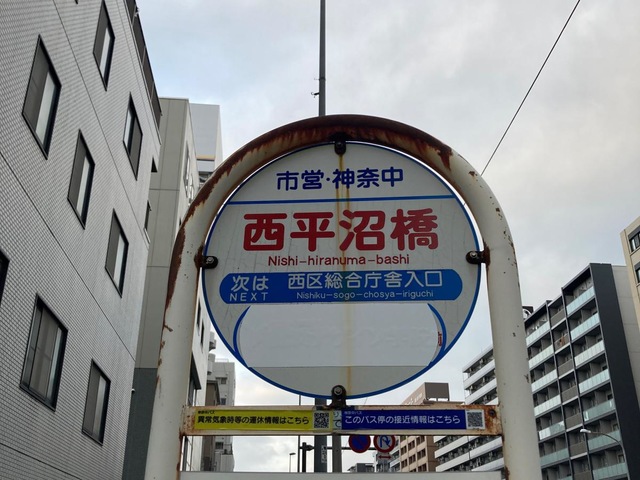 市営・神奈中
西平沼橋
Nishi-hiranuma-bashi
次は 西区総合庁舎入口
NEXT Nishiku-sogo-chosya-iriguchi
異常気象時等の運休情報はこちら
このバス停の接近情報はこちら